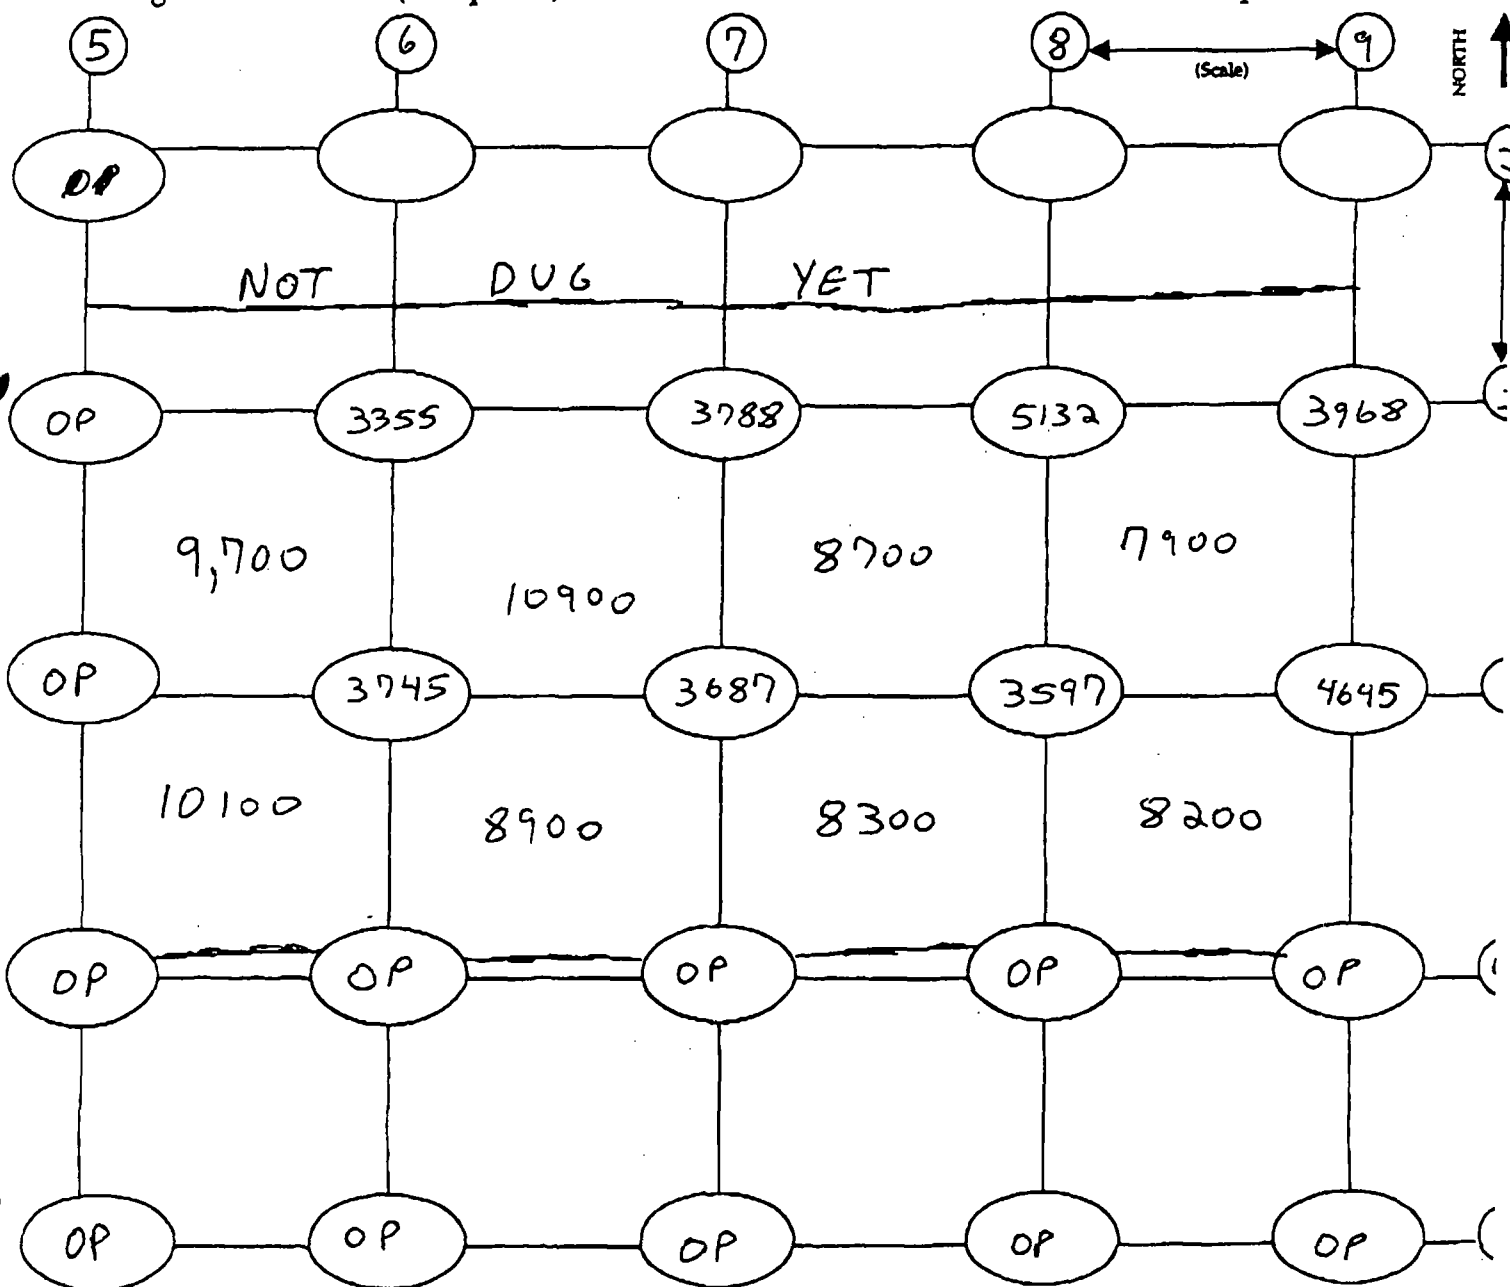 5 6 7 8 9
(Scale)
NORTH
OP
NOT DUG YET
OP 3355 3788 5132 3968
9,700 10900 8700 7900
OP 3745 3687 3597 4645
10100 8900 8300 8200
OP OP OP OP OP
OP OP OP OP OP